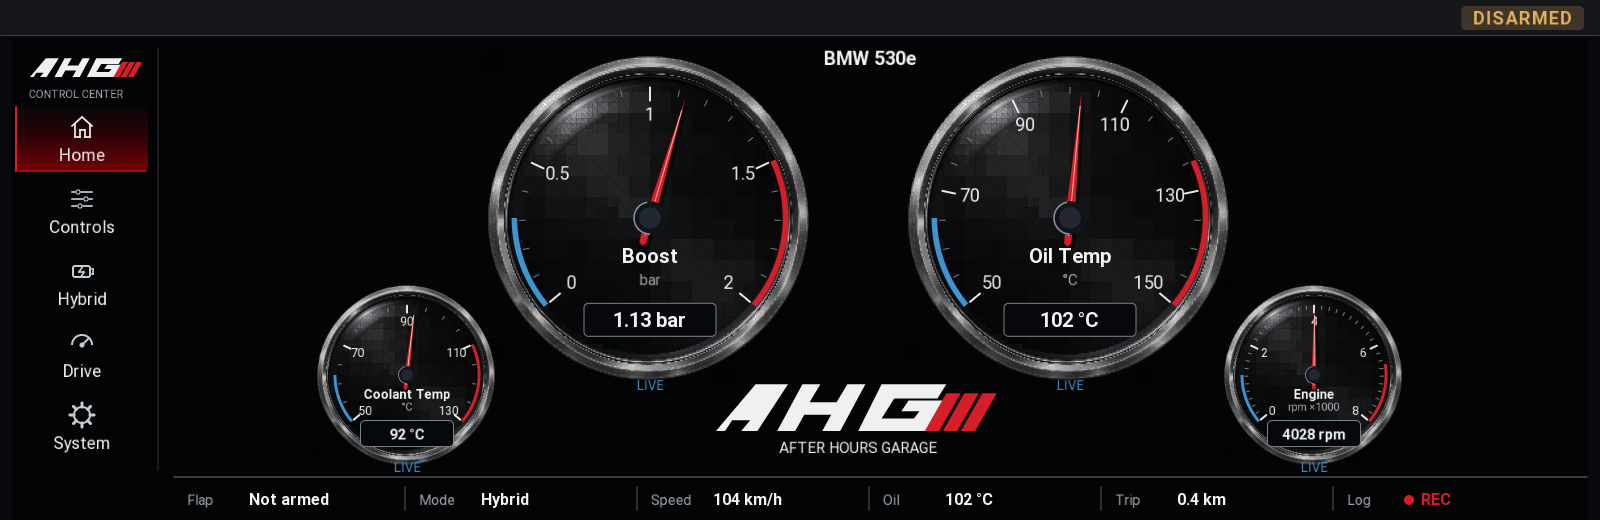 DISARMED
AHG
CONTROL CENTER
Home
Controls
Hybrid
Drive
System
BMW 530e
0
0.5
1
1.5
2
Boost
bar
1.13 bar
LIVE
50
70
90
110
130
150
Oil Temp
°C
102 °C
LIVE
50
70
90
110
130
Coolant Temp
°C
92 °C
LIVE
0
2
4
6
8
Engine
rpm ×1000
4028 rpm
LIVE
AHG
AFTER HOURS GARAGE
Flap Not armed Mode Hybrid Speed 104 km/h Oil 102 °C Trip 0.4 km Log REC